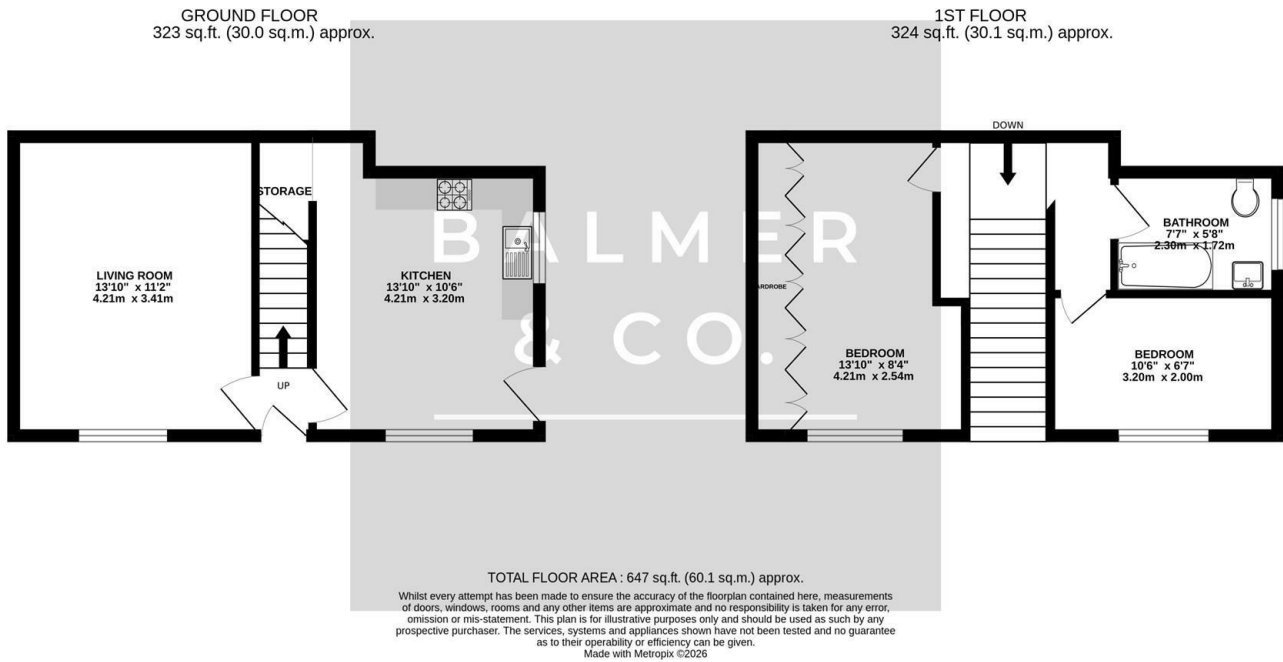 GROUND FLOOR
323 sq.ft. (30.0 sq.m.) approx.
1ST FLOOR
324 sq.ft. (30.1 sq.m.) approx.
STORAGE
LIVING ROOM
13'10" x 11'2"
4.21m x 3.41m
KITCHEN
13'10" x 10'6"
4.21m x 3.20m
UP
DOWN
BATHROOM
7'7" x 5'8"
2.30m x 1.72m
ARDROBE
BEDROOM
13'10" x 8'4"
4.21m x 2.54m
BEDROOM
10'6" x 6'7"
3.20m x 2.00m
BALMER
& CO.
TOTAL FLOOR AREA : 647 sq.ft. (60.1 sq.m.) approx.
Whilst every attempt has been made to ensure the accuracy of the floorplan contained here, measurements
of doors, windows, rooms and any other items are approximate and no responsibility is taken for any error,
omission or mis-statement. This plan is for illustrative purposes only and should be used as such by any
prospective purchaser. The services, systems and appliances shown have not been tested and no guarantee
as to their operability or efficiency can be given.
Made with Metropix ©2026